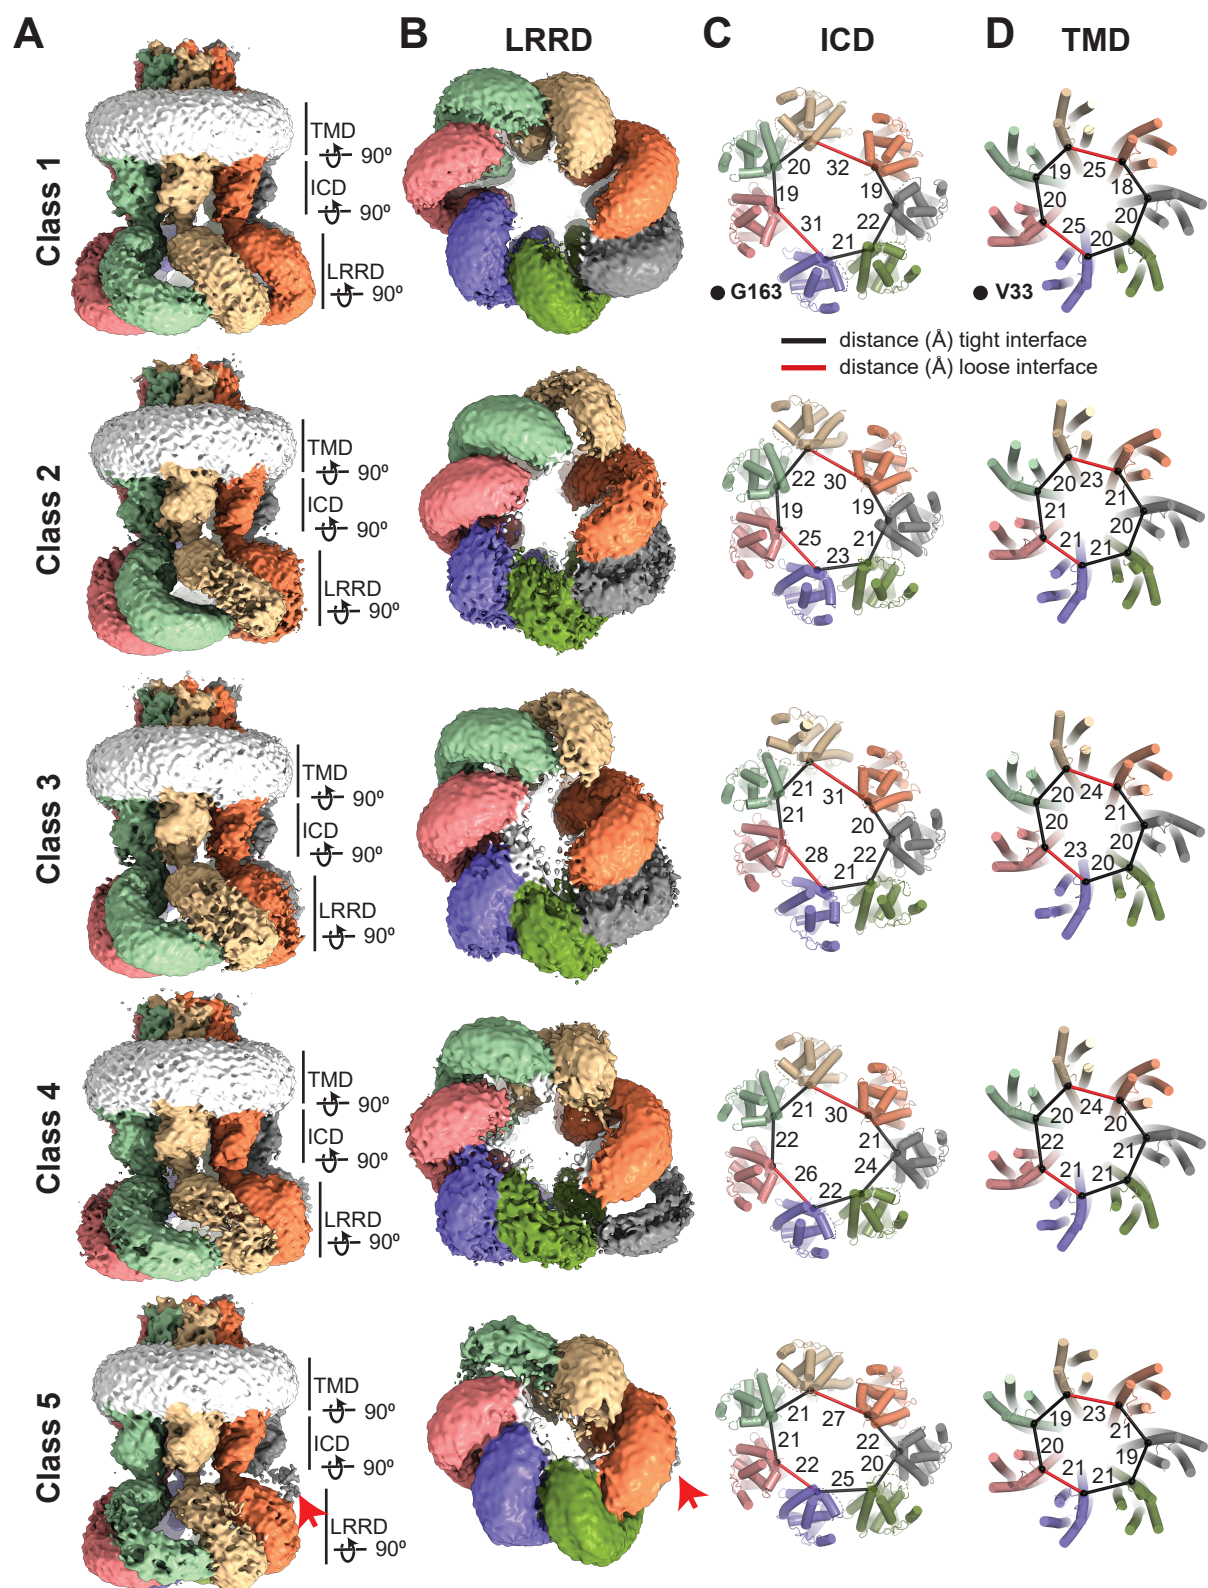 A
B LRRD
C ICD
D TMD
Class 1
TMD
90º
ICD
90º
LRRD
90º
20 32
19 19
31 22
21
G163
19 25
18
20 20
25 20
V33
distance (Å) tight interface
distance (Å) loose interface
Class 2
TMD
90º
ICD
90º
LRRD
90º
22 30
19 19
25 21
23
20 23
21
21 20
21 21
Class 3
TMD
90º
ICD
90º
LRRD
90º
21 31
21 20
28 22
21
20 24
21
20 20
23 20
Class 4
TMD
90º
ICD
90º
LRRD
90º
21 30
22 21
26 24
22
20 24
20
22 21
21 21
Class 5
TMD
90º
ICD
90º
LRRD
90º
21 27
21 22
22 20
25
19 23
21
20 19
21 21